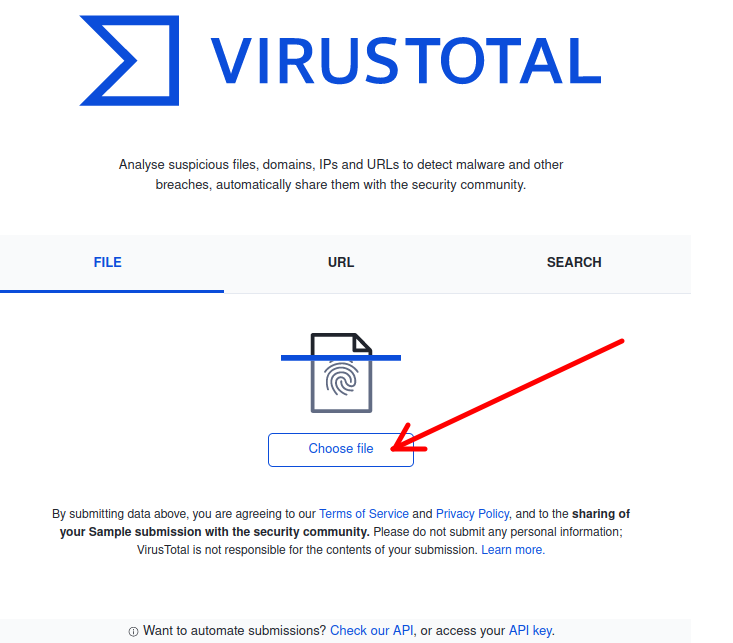 VIRUSTOTAL
Analyse suspicious files, domains, IPs and URLs to detect malware and other
breaches, automatically share them with the security community.
FILE URL SEARCH
Choose file
By submitting data above, you are agreeing to our Terms of Service and Privacy Policy, and to the sharing of
your Sample submission with the security community. Please do not submit any personal information;
VirusTotal is not responsible for the contents of your submission. Learn more.
Want to automate submissions? Check our API, or access your API key.